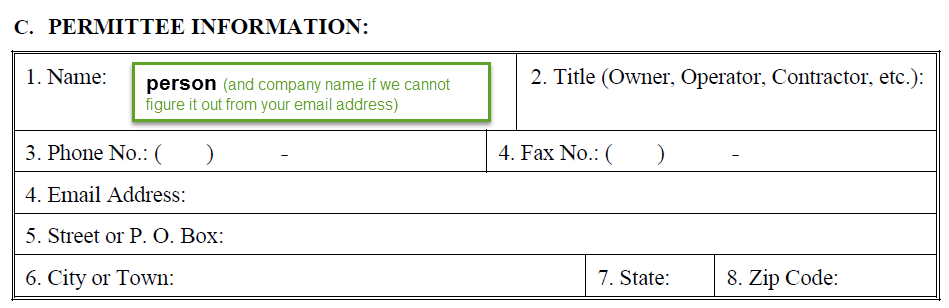 C. PERMITTEE INFORMATION:
1. Name:
person (and company name if we cannot
figure it out from your email address)
2. Title (Owner, Operator, Contractor, etc.):
3. Phone No.: ( ) -
4. Fax No.: ( ) -
4. Email Address:
5. Street or P. O. Box:
6. City or Town:
7. State:
8. Zip Code: